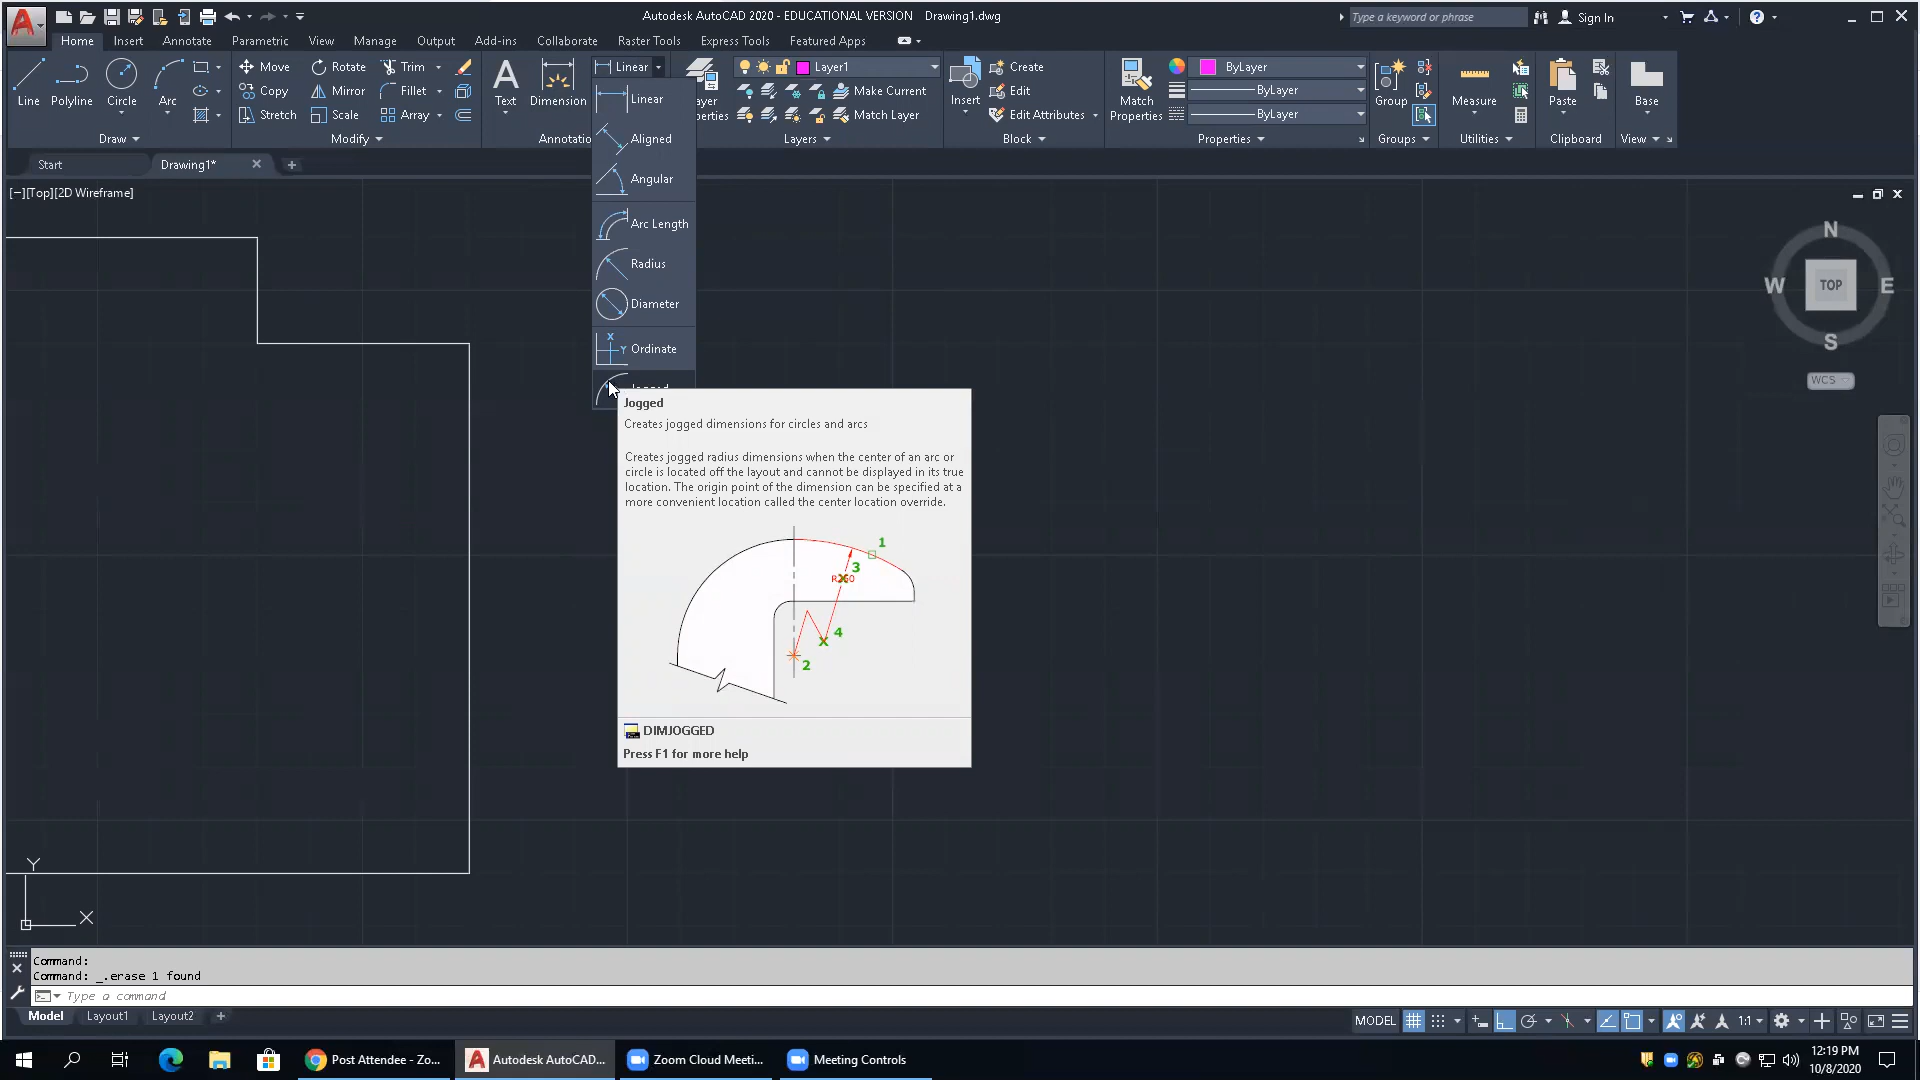 Autodesk AutoCAD 2020 - EDUCATIONAL VERSION Drawing1.dwg
Type a keyword or phrase
Sign In
Home Insert Annotate Parametric View Manage Output Add-ins Collaborate Raster Tools Express Tools Featured Apps
Line Polyline Circle Arc
Move Rotate Trim
Copy Mirror Fillet
Stretch Scale Array
Text Dimension
Linear
Layer1
Make Current
Match Layer
Insert
Create
Edit
Edit Attributes
Match
Properties
ByLayer
ByLayer
ByLayer
Group
Measure
Paste
Base
Draw Modify Layers Block Properties Groups Utilities Clipboard View
Start Drawing1*
[−][Top][2D Wireframe]
Linear
Aligned
Angular
Arc Length
Radius
Diameter
X
Y
Ordinate
Jogged
Creates jogged dimensions for circles and arcs
Creates jogged radius dimensions when the center of an arc or
circle is located off the layout and cannot be displayed in its true
location. The origin point of the dimension can be specified at a
more convenient location called the center location override.
1
3
4
2
DIMJOGGED
Press F1 for more help
N
W TOP E
S
WCS
Y
X
Command:
Command: _.erase 1 found
Type a command
Model Layout1 Layout2
MODEL
1:1
Post Attendee - Zo...
Autodesk AutoCAD...
Zoom Cloud Meeti...
Meeting Controls
12:19 PM
10/8/2020